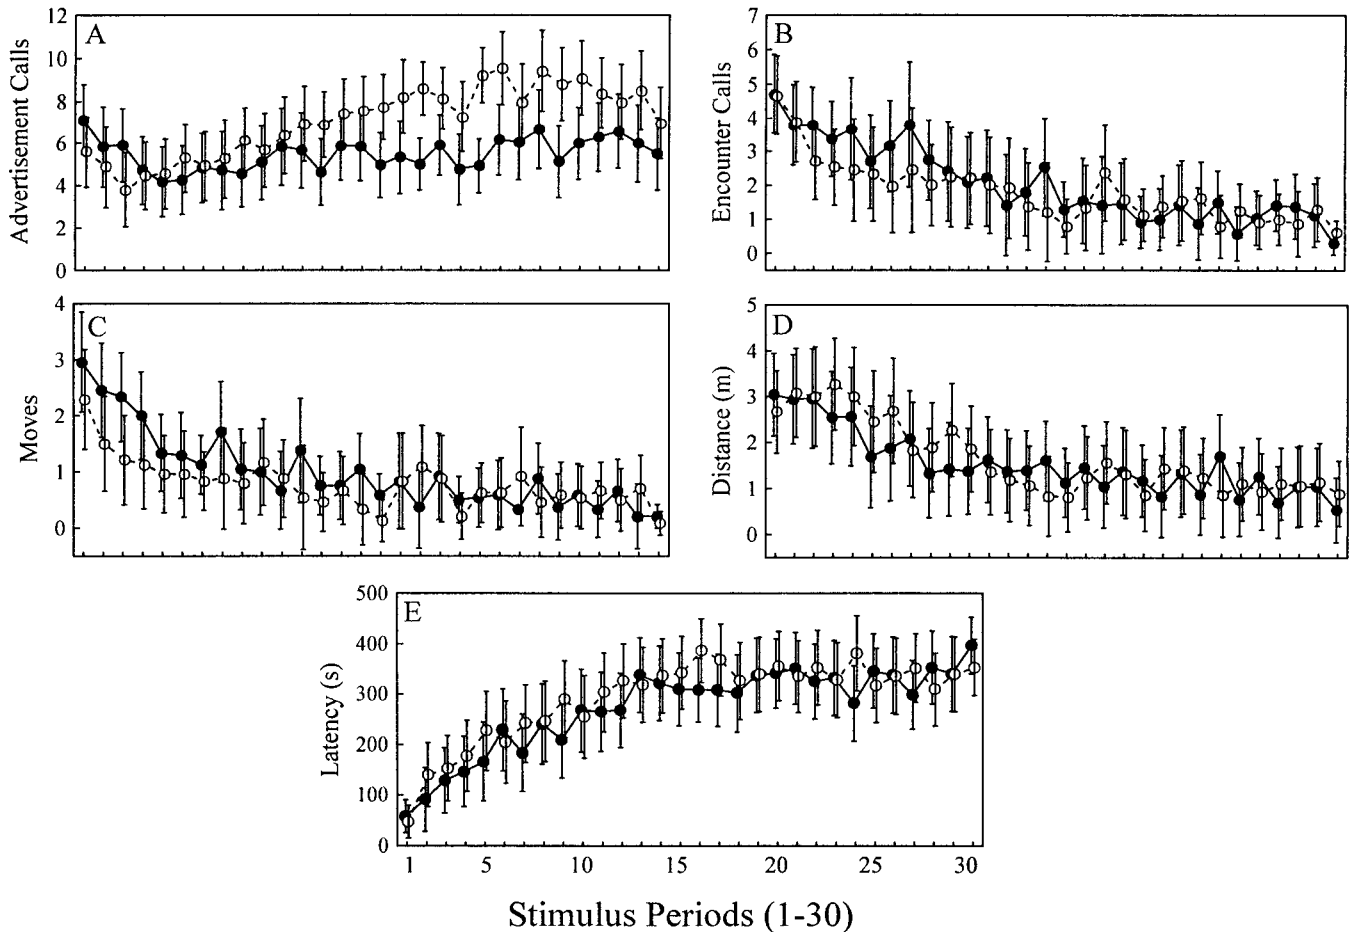 A
Advertisement Calls
12
10
8
6
4
2
0
B
Encounter Calls
7
6
5
4
3
2
1
0
C
Moves
4
3
2
1
0
D
Distance (m)
5
4
3
2
1
0
E
Latency (s)
500
400
300
200
100
0
1 5 10 15 20 25 30
Stimulus Periods (1-30)